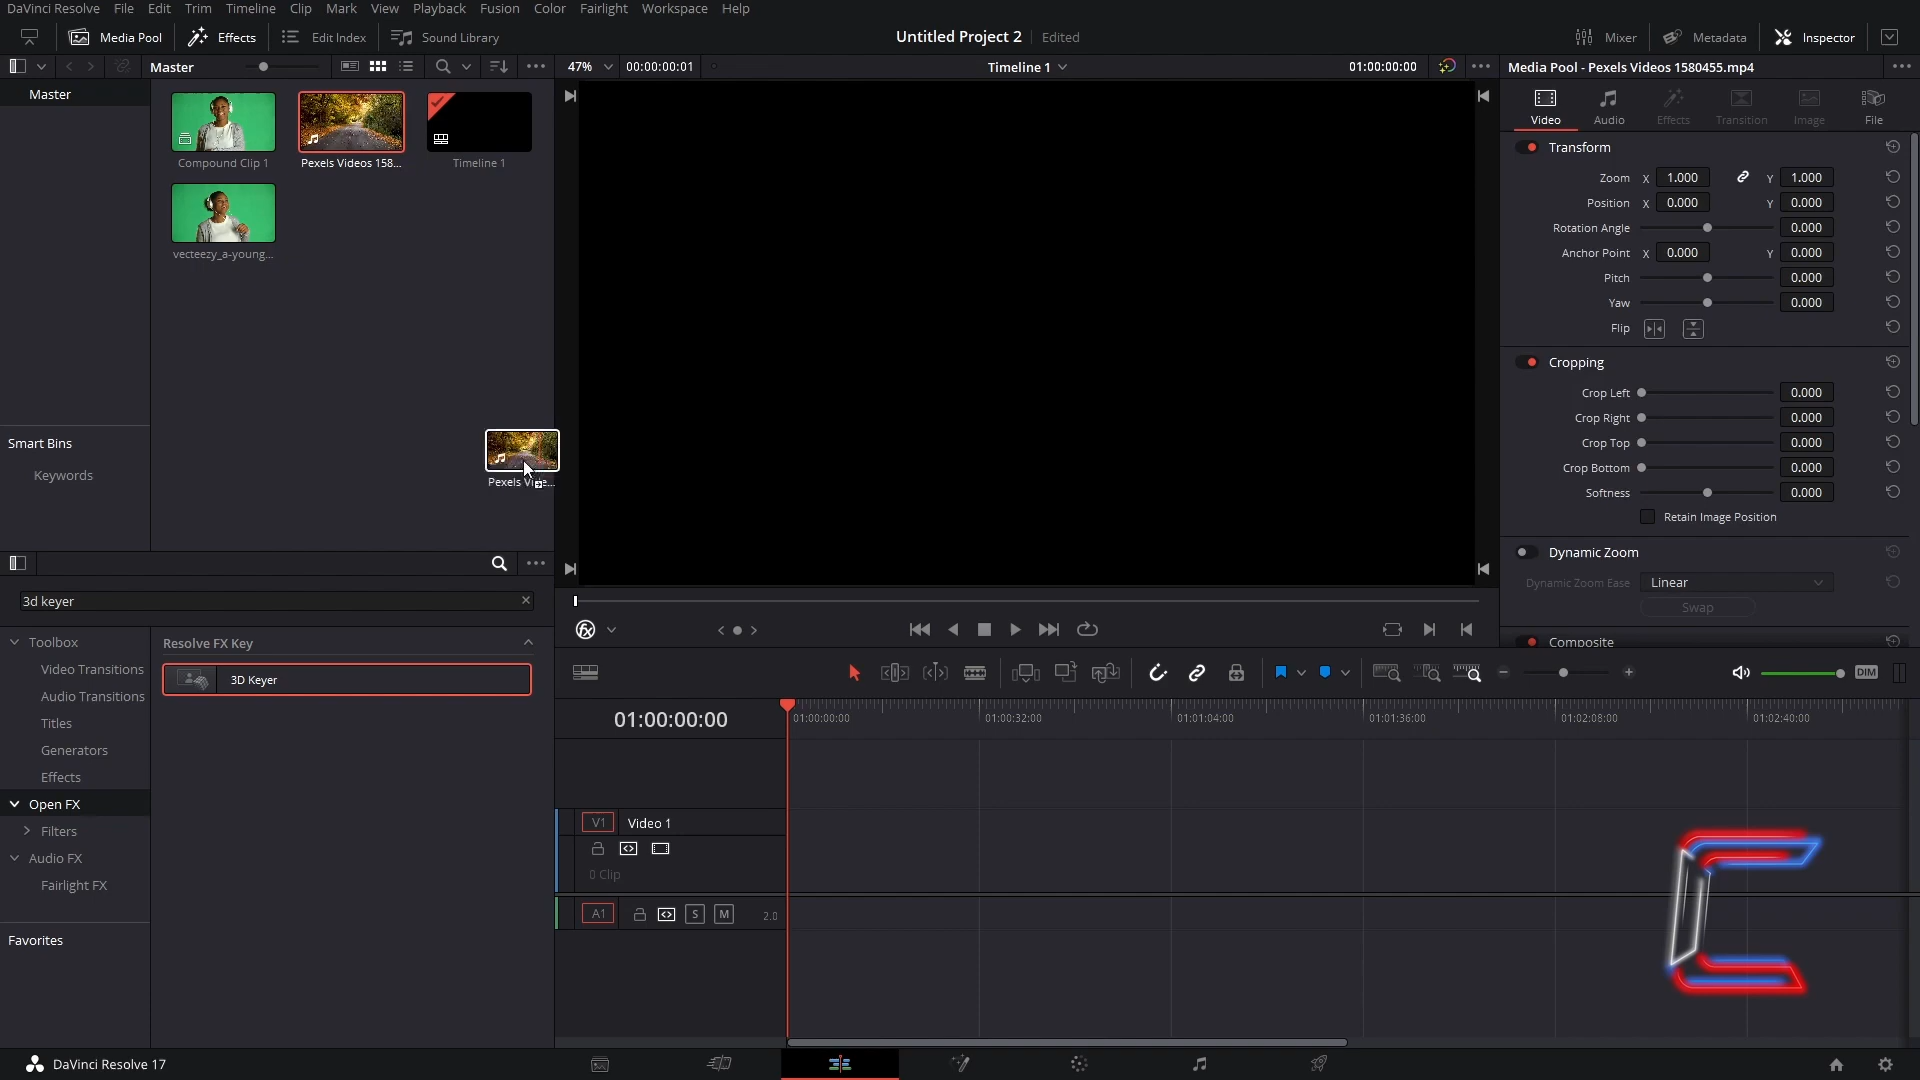 DaVinci Resolve File Edit Trim Timeline Clip Mark View Playback Fusion Color Fairlight Workspace Help
Media Pool Effects Edit Index Sound Library Untitled Project 2 Edited Mixer Metadata Inspector
Master 47% 00:00:00:01 Timeline 1 01:00:00:00 Media Pool - Pexels Videos 1580455.mp4
Master
Compound Clip 1 Pexels Videos 158... Timeline 1
vecteezy_a-young...
Smart Bins
Keywords
3d keyer
Toolbox
Video Transitions
Audio Transitions
Titles
Generators
Effects
Open FX
Filters
Audio FX
Fairlight FX
Favorites
Resolve FX Key
3D Keyer
Video Audio Effects Transition Image File
Transform
Zoom X 1.000 Y 1.000
Position X 0.000 Y 0.000
Rotation Angle 0.000
Anchor Point X 0.000 Y 0.000
Pitch 0.000
Yaw 0.000
Flip
Cropping
Crop Left 0.000
Crop Right 0.000
Crop Top 0.000
Crop Bottom 0.000
Softness 0.000
Retain Image Position
Dynamic Zoom
Dynamic Zoom Ease Linear
Swap
Composite
DIM
01:00:00:00 01:00:00:00 01:00:32:00 01:01:04:00 01:01:36:00 01:02:08:00 01:02:40:00
V1 Video 1
0 Clip
A1 S M 2.0
DaVinci Resolve 17